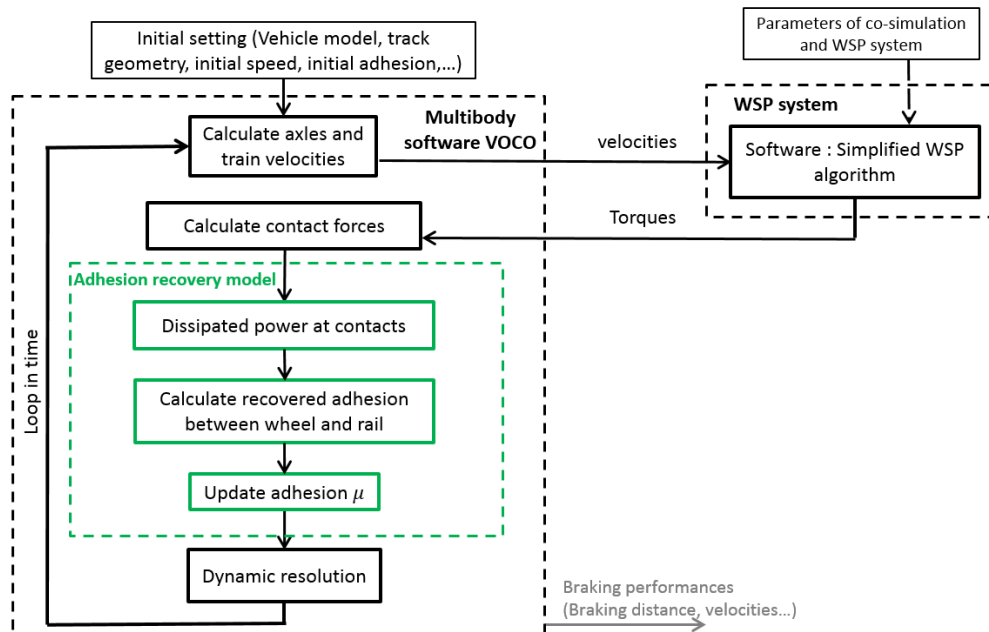 Initial setting (Vehicle model, track
geometry, initial speed, initial adhesion,...)
Parameters of co-simulation
and WSP system
Multibody
software VOCO
WSP system
Calculate axles and
train velocities
velocities
Software : Simplified WSP
algorithm
Calculate contact forces
Torques
Adhesion recovery model
Dissipated power at contacts
Calculate recovered adhesion
between wheel and rail
Update adhesion μ
Loop in time
Dynamic resolution
Braking performances
(Braking distance, velocities...)